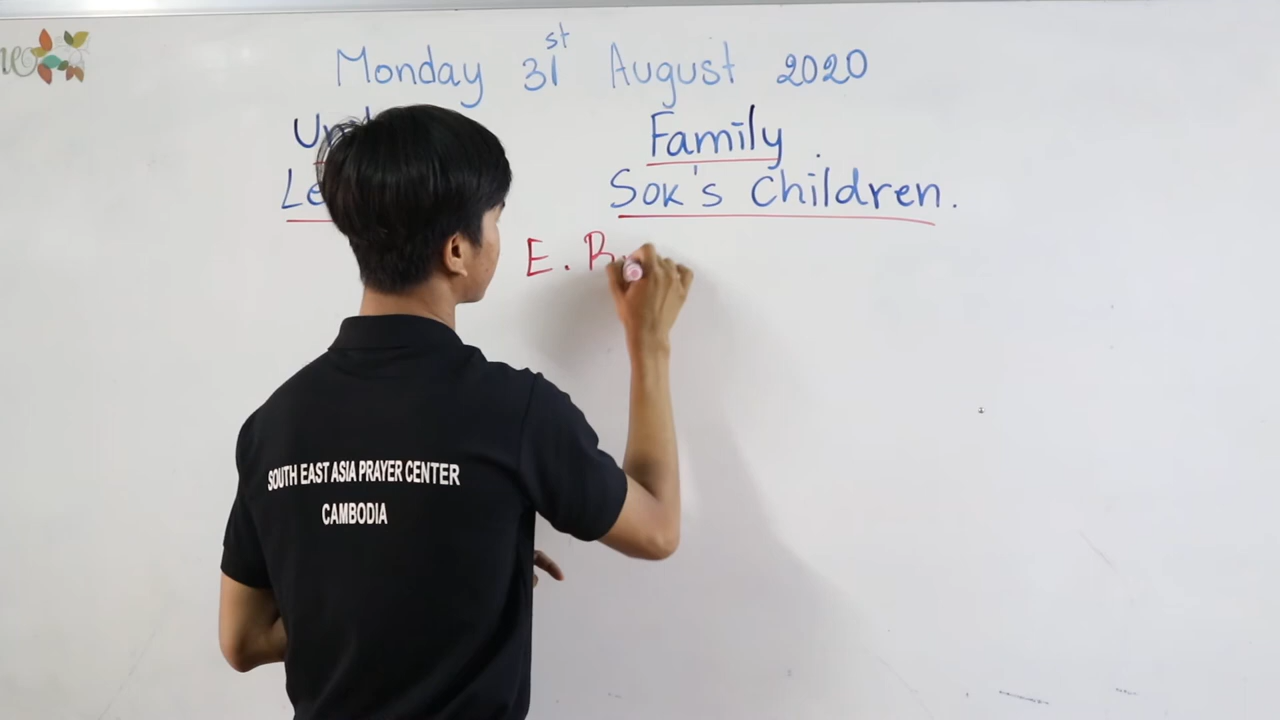 Monday 31st August 2020
Family
Sok's Children.
E. R
SOUTH EAST ASIA PRAYER CENTER
CAMBODIA